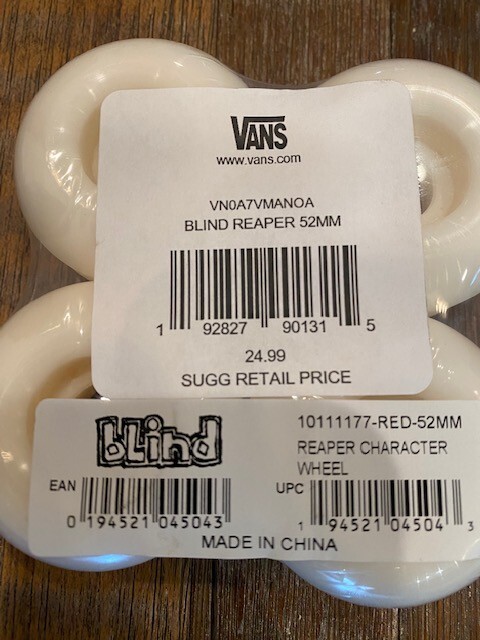 VANS
www.vans.com
VN0A7VMANOA
BLIND REAPER 52MM
1 92827 90131 5
24.99
SUGG RETAIL PRICE
blind
10111177-RED-52MM
REAPER CHARACTER
WHEEL
EAN
0 194521 045043
UPC
1 94521 04504 3
MADE IN CHINA